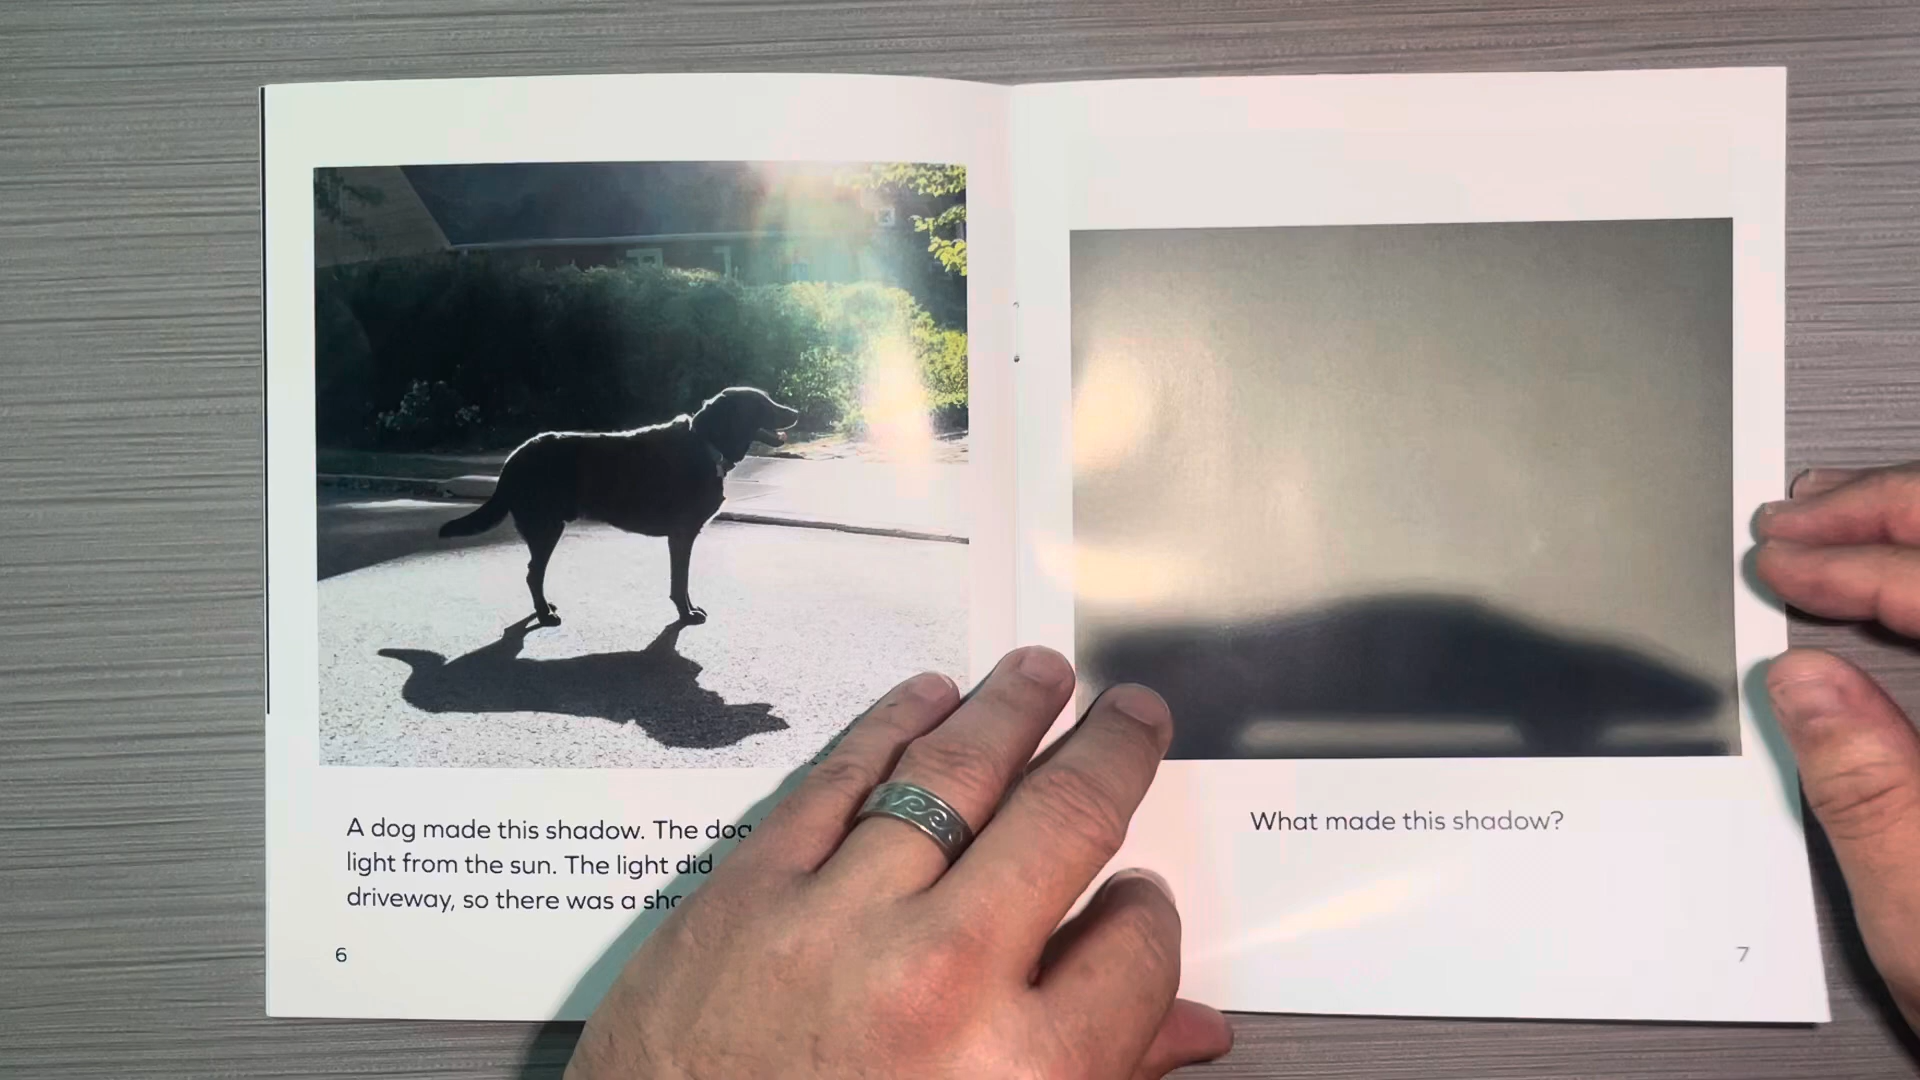 A dog made this shadow. The dog
light from the sun. The light did
driveway, so there was a
6
What made this shadow?
7